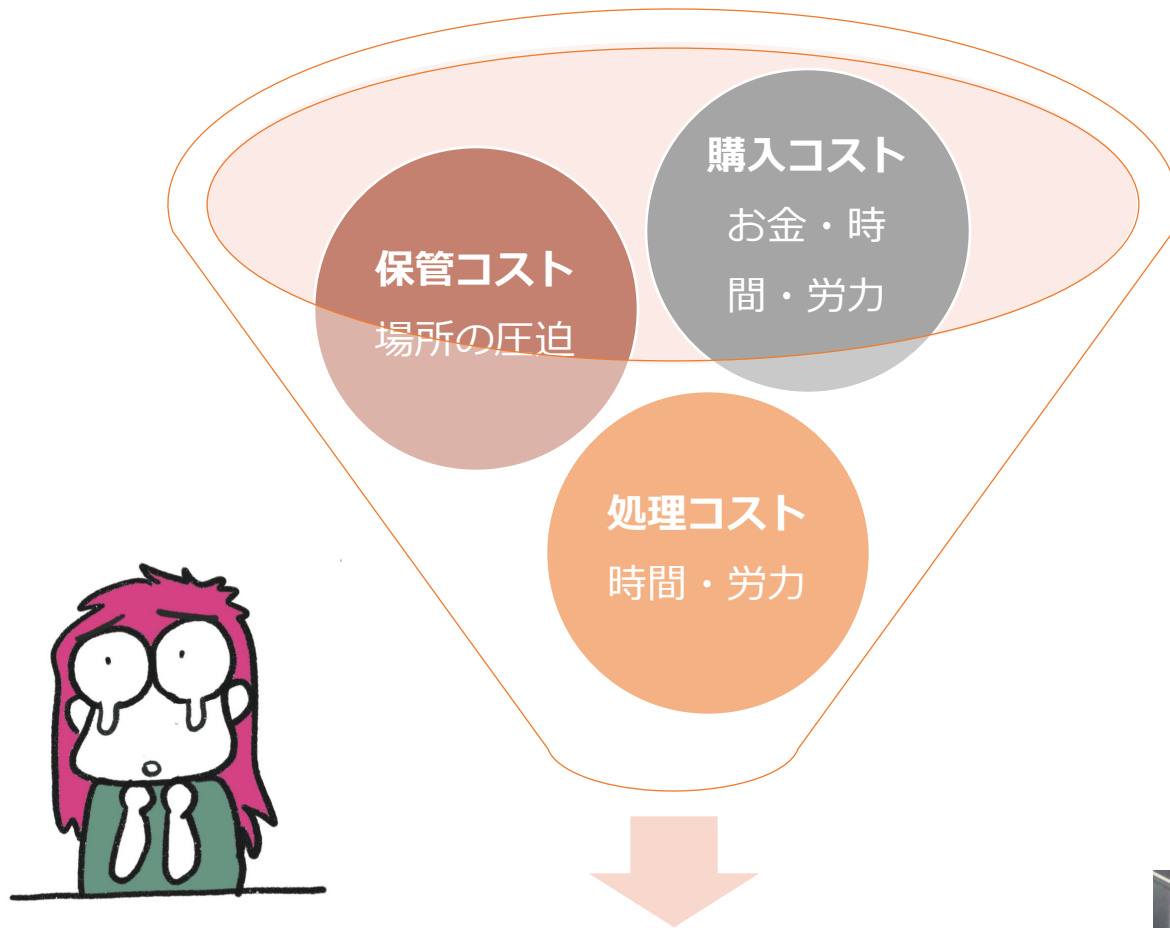 購入コスト
お金・時
間・労力
保管コスト
場所の圧迫
処理コスト
時間・労力